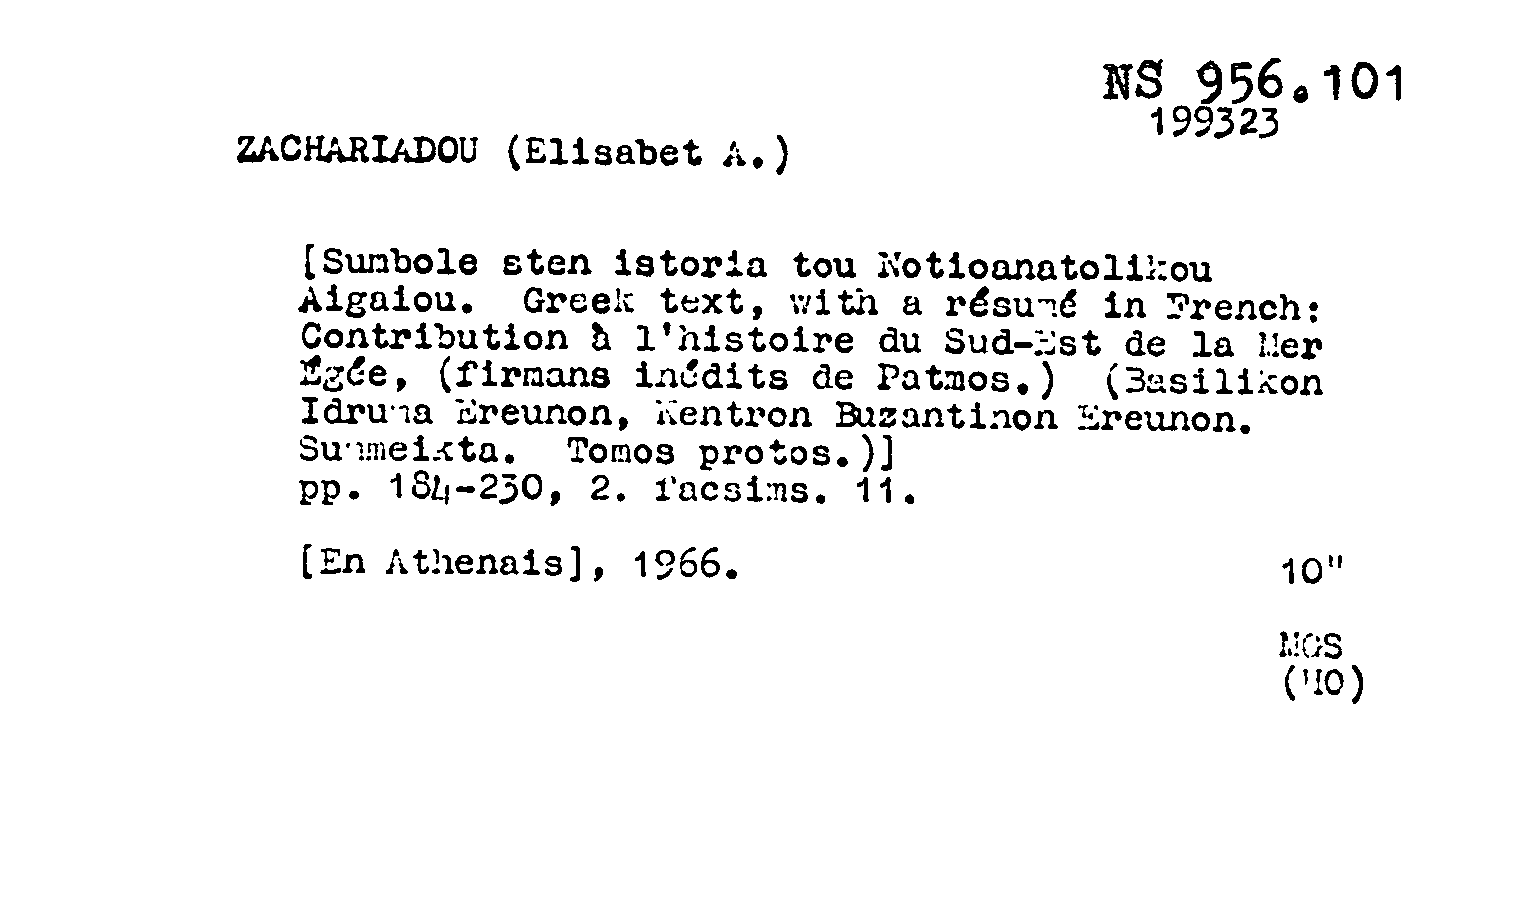 NS 956.101
199323
ZACHARIADOU (Elisabet A.)
[Sumbole sten istoria tou Notioanatolikou
Aigaiou. Greek text, with a résumé in French:
Contribution à l'histoire du Sud-Est de la Mer
Égée, (firmans inédits de Patmos.) (Basilikon
Idruma Ereunon, Kentron Buzantinon Ereunon.
Summeikta. Tomos protos.)]
pp. 184-230, 2. facsims. 11.
[En Athenais], 1966.
10"
MGS